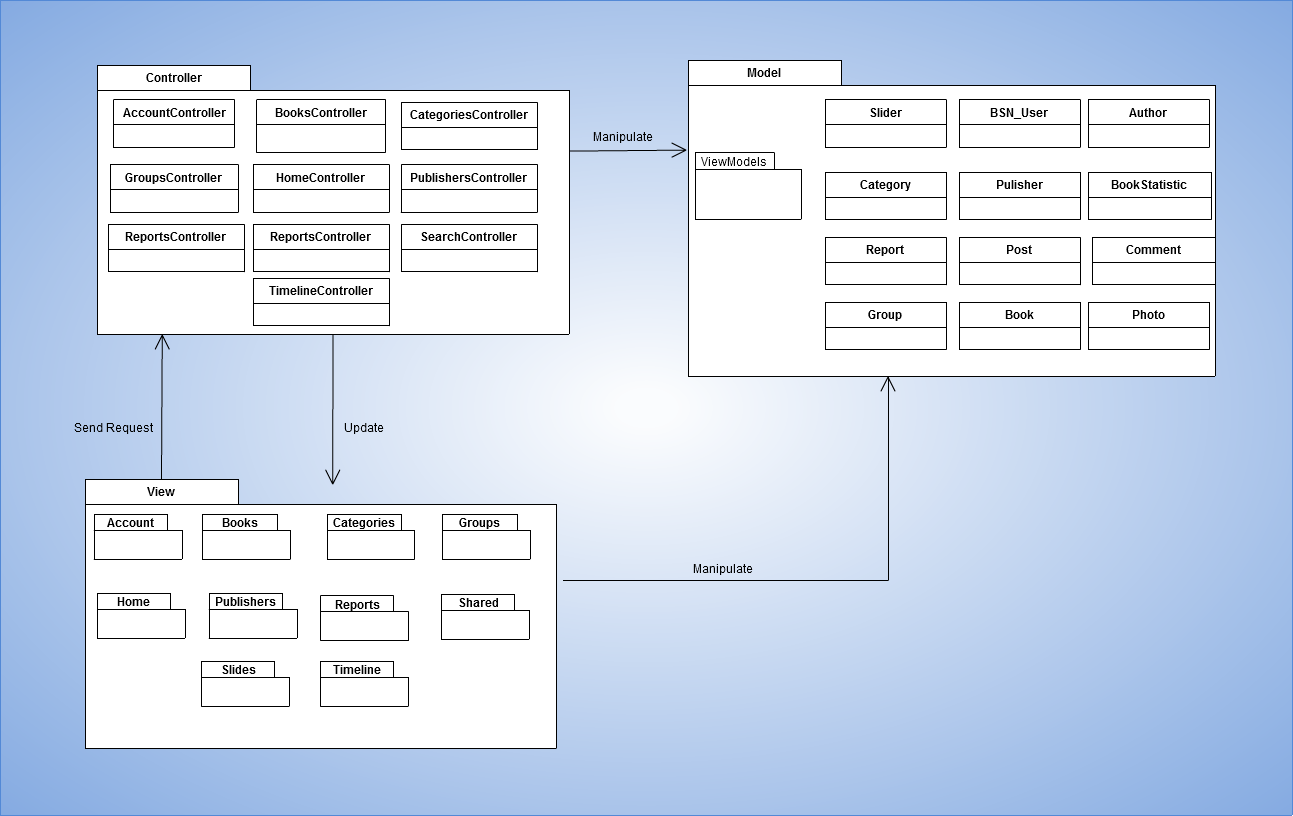 Controller
AccountController
BooksController
CategoriesController
GroupsController
HomeController
PublishersController
ReportsController
ReportsController
SearchController
TimelineController
Manipulate
Model
Slider
BSN_User
Author
ViewModels
Category
Pulisher
BookStatistic
Report
Post
Comment
Group
Book
Photo
Send Request
Update
View
Account
Books
Categories
Groups
Home
Publishers
Reports
Shared
Slides
Timeline
Manipulate